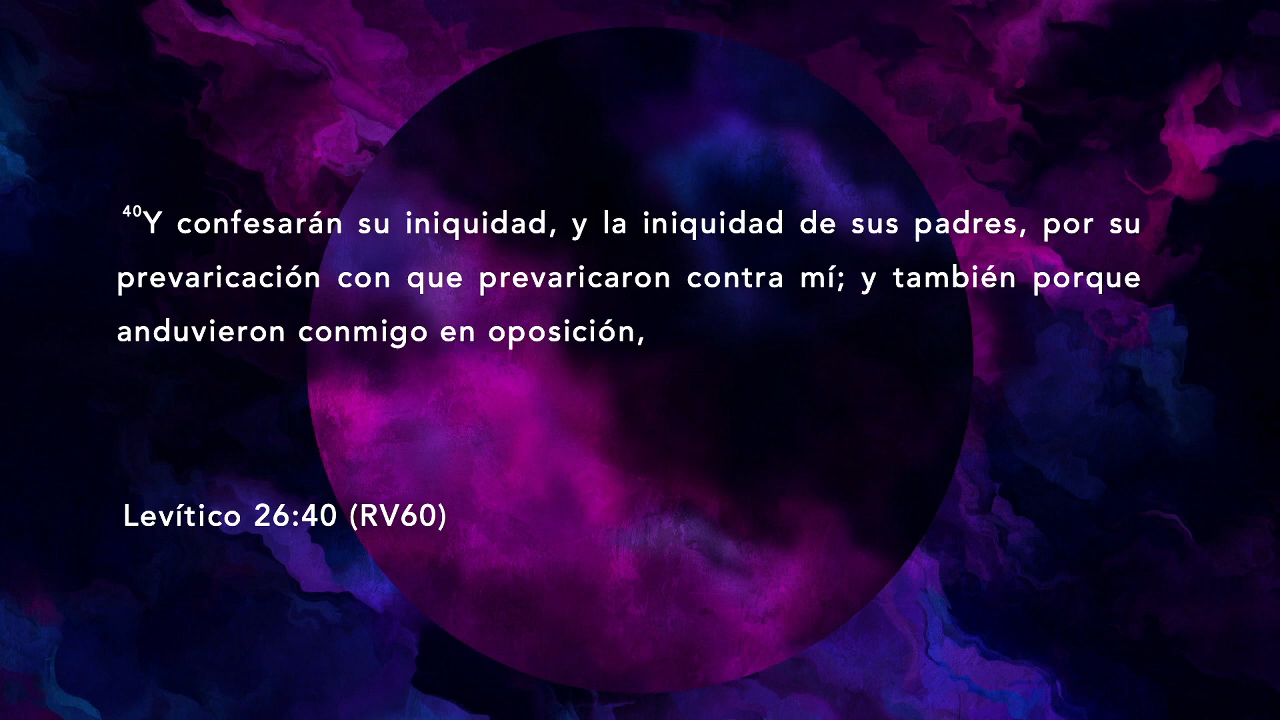 ⁴⁰Y confesarán su iniquidad, y la iniquidad de sus padres, por su
prevaricación con que prevaricaron contra mí; y también porque
anduvieron conmigo en oposición,
Levítico 26:40 (RV60)